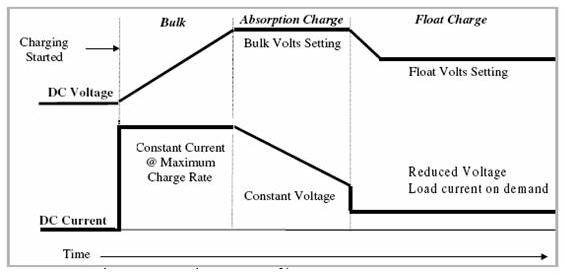 Bulk
Absorption Charge
Float Charge
Charging
Started
Bulk Volts Setting
Float Volts Setting
DC Voltage
Constant Current
@ Maximum
Charge Rate
Constant Voltage
Reduced Voltage
Load current on demand
DC Current
Time